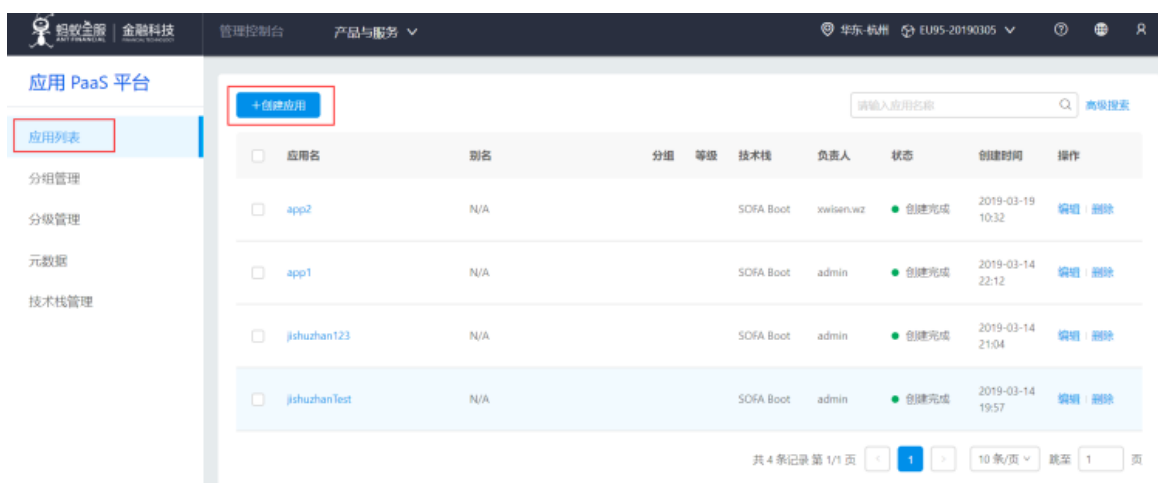 蚂蚁金服 金融科技 管理控制台 产品与服务 华东-杭州 EU95-20190305
ANT FINANCIAL
应用 PaaS 平台
+创建应用 请输入应用名称 高级搜索
应用列表
应用名 别名 分组 等级 技术栈 负责人 状态 创建时间 操作
分组管理
app2 N/A SOFA Boot xwisen.wz 创建完成 2019-03-19 10:32 编辑 删除
分级管理
元数据
app1 N/A SOFA Boot admin 创建完成 2019-03-14 22:12 编辑 删除
技术栈管理
jishuzhan123 N/A SOFA Boot admin 创建完成 2019-03-14 21:04 编辑 删除
jishuzhanTest N/A SOFA Boot admin 创建完成 2019-03-14 19:57 编辑 删除
共 4 条记录 第 1/1 页 < 1 > 10 条/页 跳至 1 页